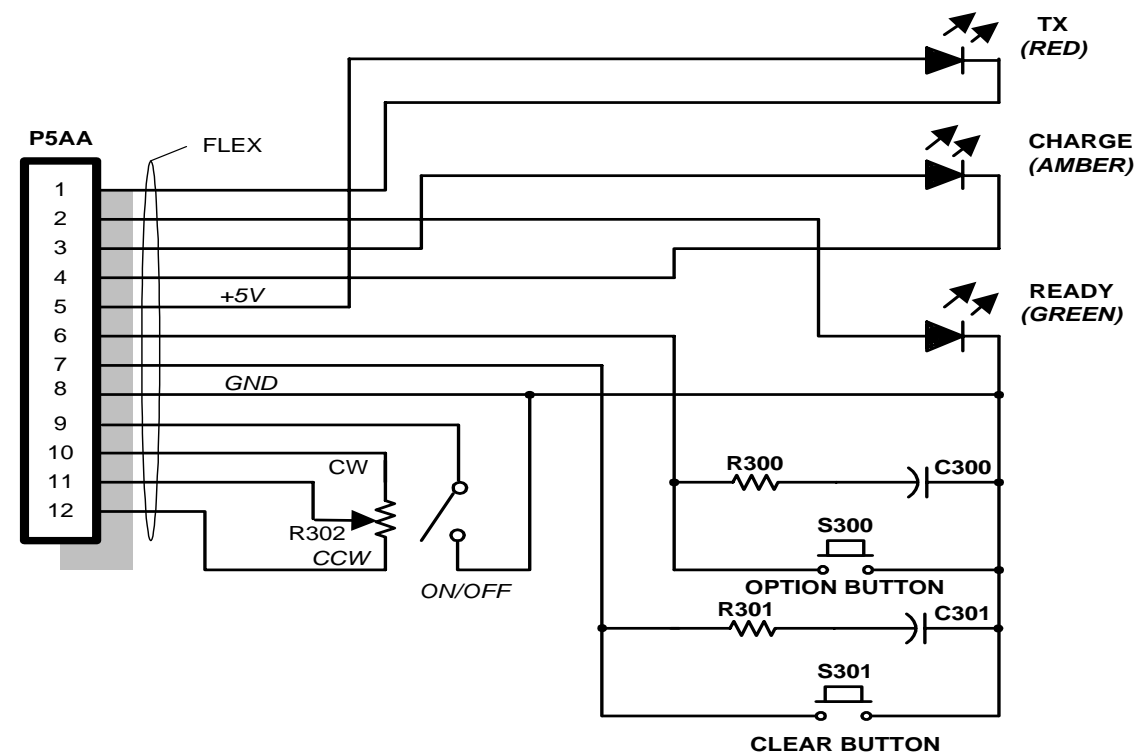 TX
(RED)
P5AA
FLEX
CHARGE
(AMBER)
1
2
3
4
5
6
7
8
9
10
11
12
+5V
GND
READY
(GREEN)
CW
R302
CCW
ON/OFF
R300
C300
S300
OPTION BUTTON
R301
C301
S301
CLEAR BUTTON